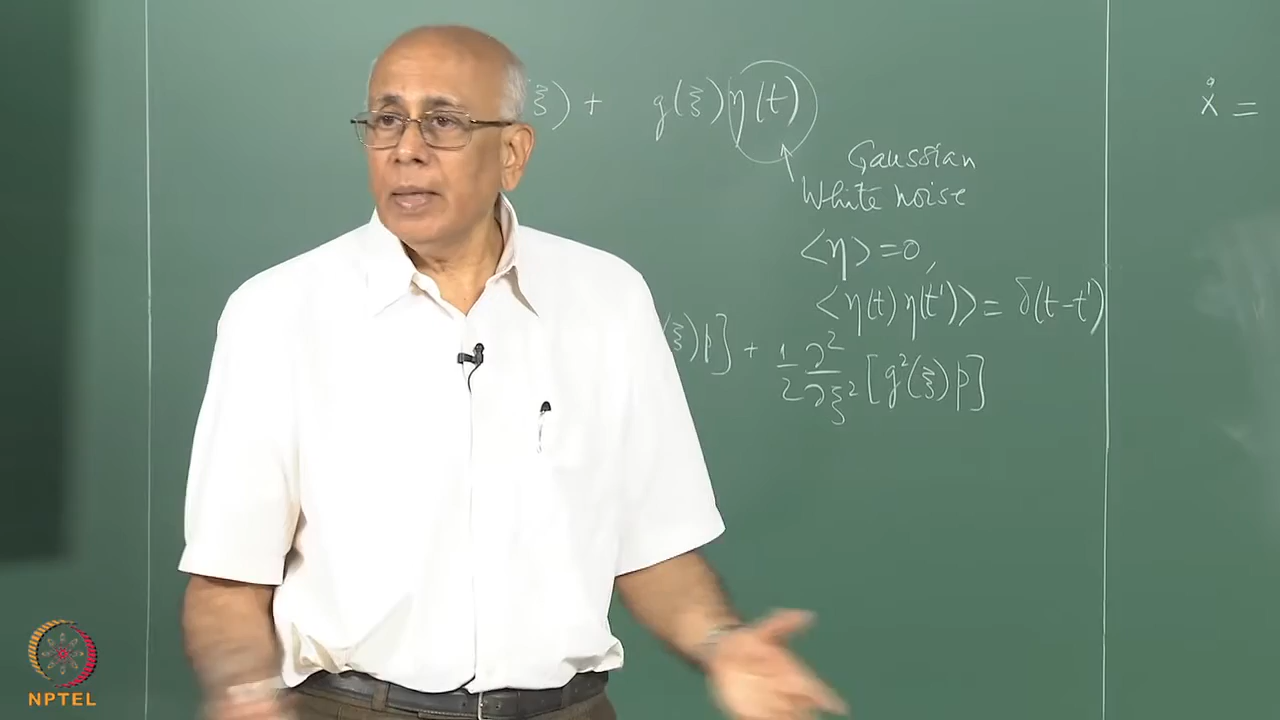 ξ) + g(ξ) η(t)
ẋ =
Gaussian
White noise
<η> = 0,
<η(t) η(t')> = δ(t-t')
(ξ)p] + 1/2 ∂²/∂ξ² [g²(ξ)p]
NPTEL